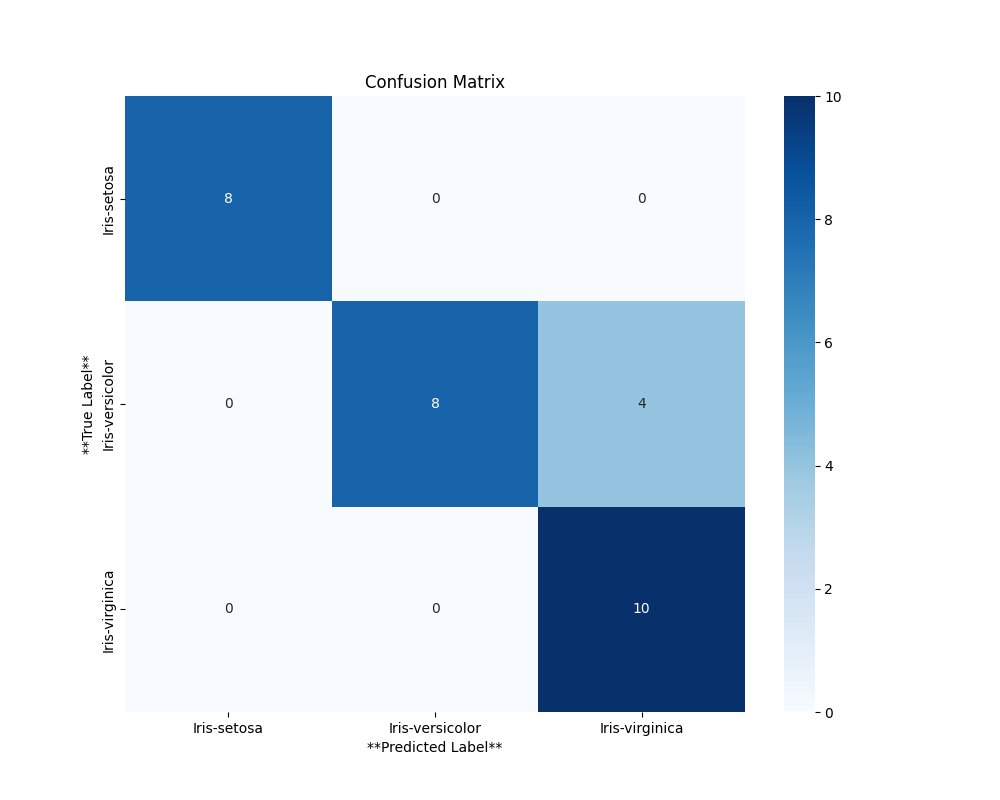 Confusion Matrix
**True Label**
Iris-setosa
8 0 0
Iris-versicolor
0 8 4
Iris-virginica
0 0 10
Iris-setosa Iris-versicolor Iris-virginica
**Predicted Label**
10
8
6
4
2
0